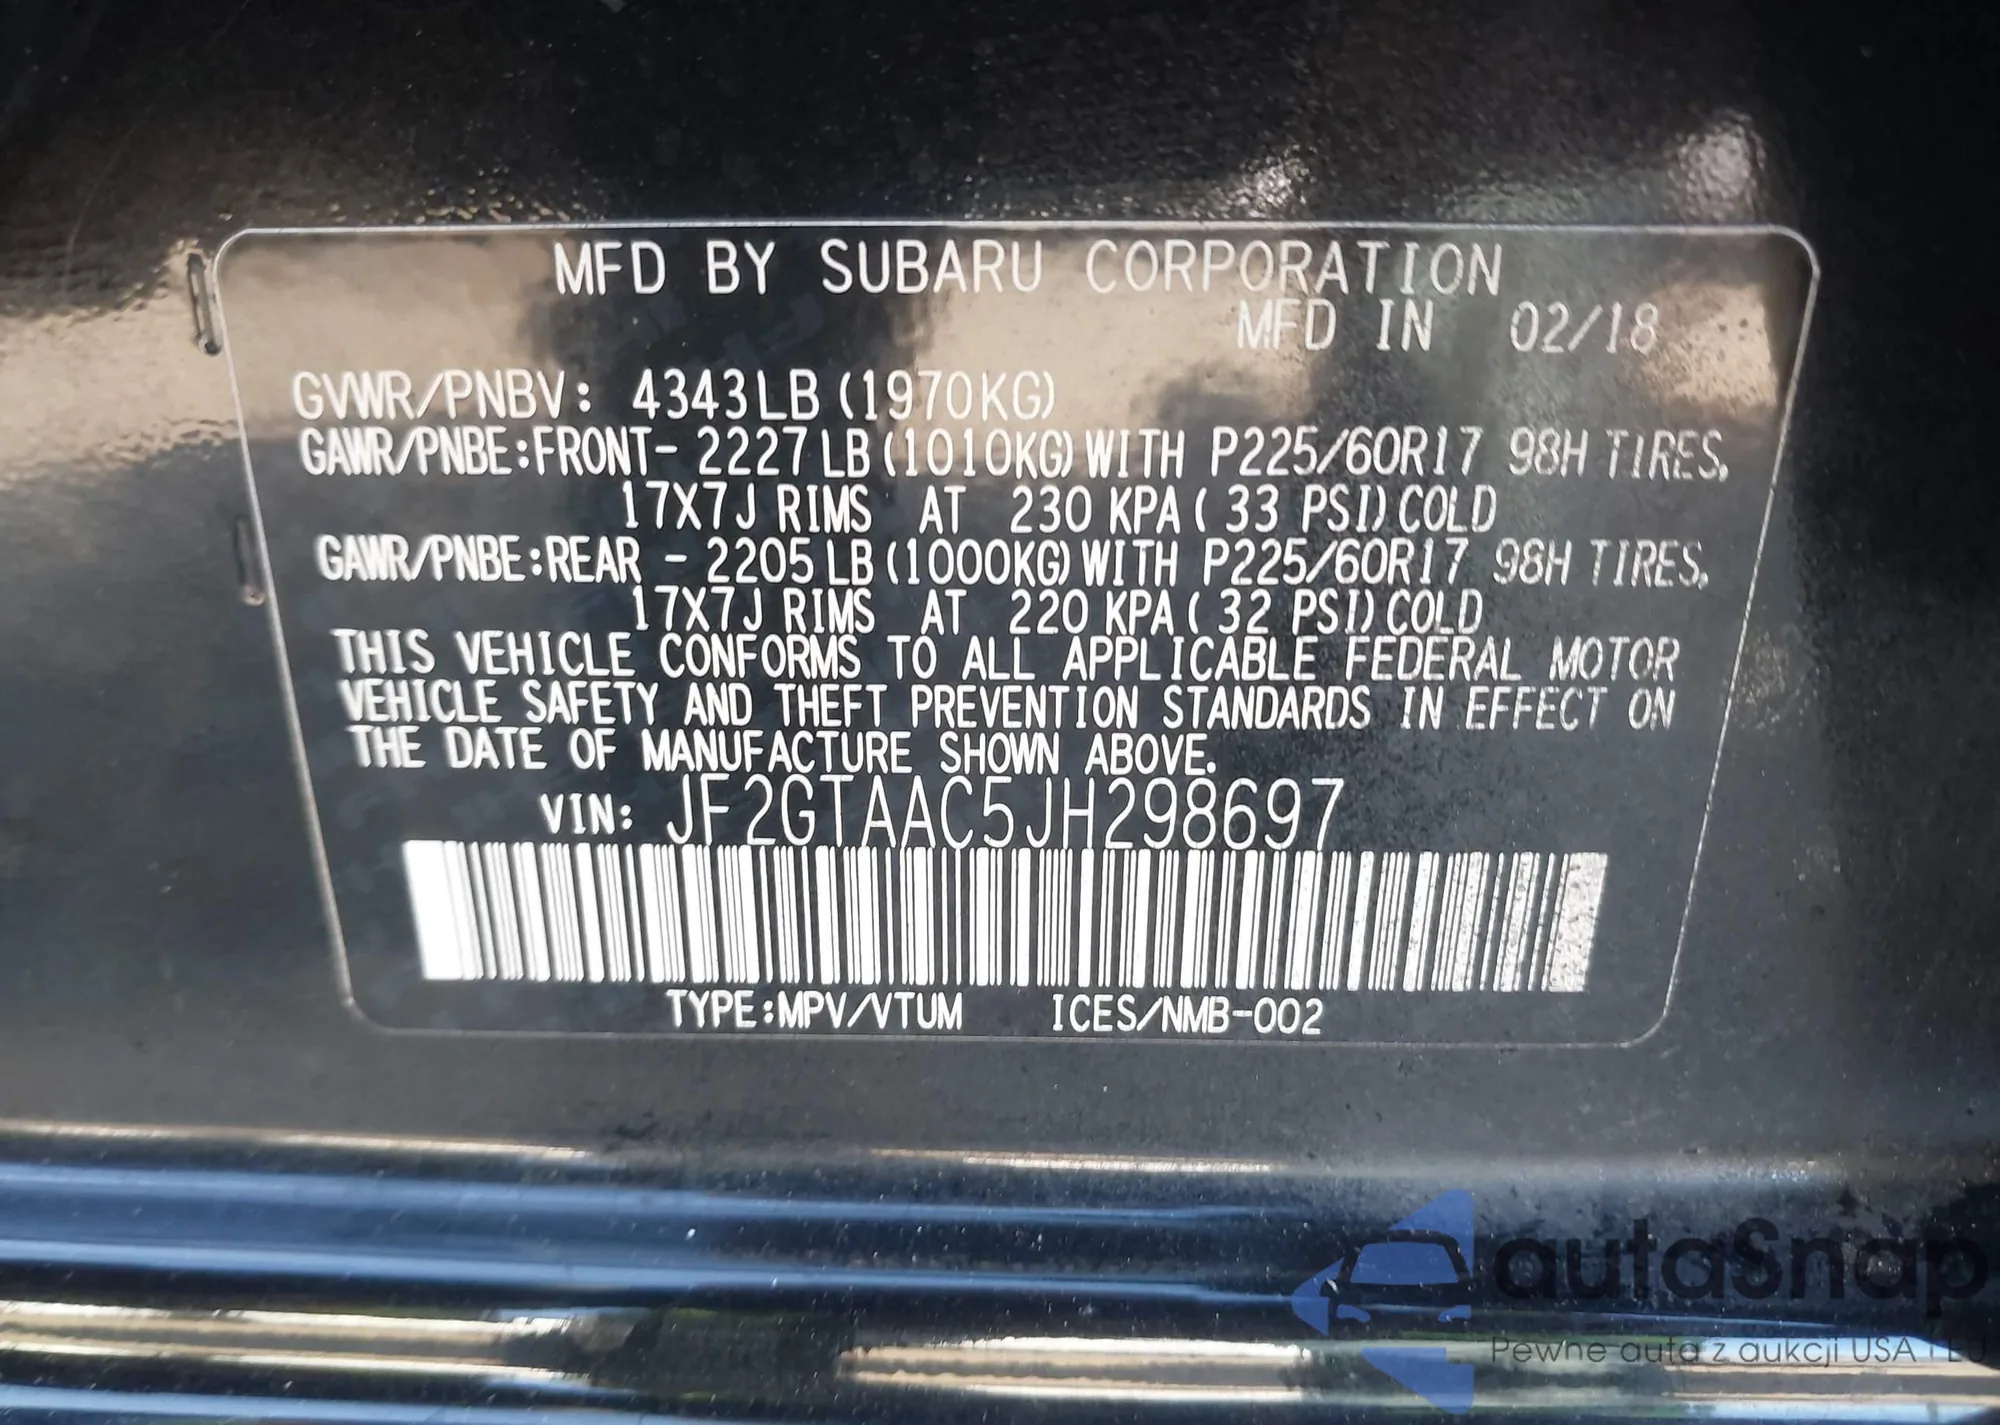 MFD BY SUBARU CORPORATION
MFD IN 02/18
GVWR/PNBV: 4343LB (1970KG)
GAWR/PNBE:FRONT- 2227 LB (1010KG) WITH P225/60R17 98H TIRES,
17X7J RIMS AT 230 KPA ( 33 PSI) COLD
GAWR/PNBE:REAR - 2205 LB (1000KG) WITH P225/60R17 98H TIRES,
17X7J RIMS AT 220 KPA ( 32 PSI) COLD
THIS VEHICLE CONFORMS TO ALL APPLICABLE FEDERAL MOTOR
VEHICLE SAFETY AND THEFT PREVENTION STANDARDS IN EFFECT ON
THE DATE OF MANUFACTURE SHOWN ABOVE.
VIN: JF2GTAAC5JH298697
TYPE:MPV/VTUM ICES/NMB-002
autaSnap
Pewne auta z aukcji USA i EU